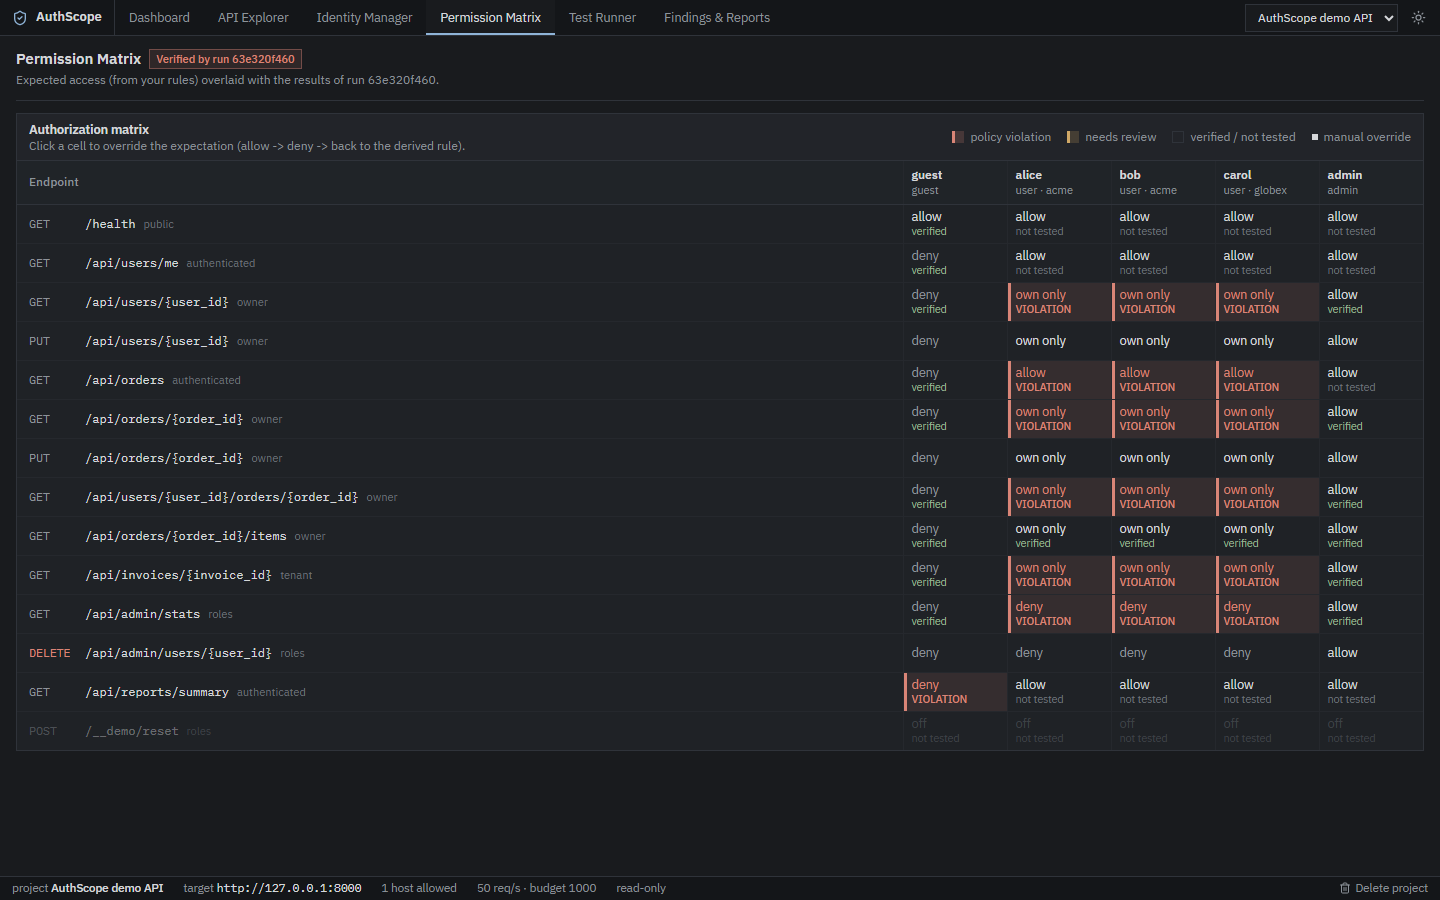 AuthScope Dashboard API Explorer Identity Manager Permission Matrix Test Runner Findings & Reports AuthScope demo API
Permission Matrix Verified by run 63e320f460
Expected access (from your rules) overlaid with the results of run 63e320f460.
Authorization matrix
Click a cell to override the expectation (allow -> deny -> back to the derived rule).
policy violation needs review verified / not tested manual override
Endpoint guest alice bob carol admin
guest user · acme user · acme user · globex admin
GET /health public allow allow allow allow allow
verified not tested not tested not tested not tested
GET /api/users/me authenticated deny allow allow allow allow
verified not tested not tested not tested not tested
GET /api/users/{user_id} owner deny own only own only own only allow
verified VIOLATION VIOLATION VIOLATION verified
PUT /api/users/{user_id} owner deny own only own only own only allow
GET /api/orders authenticated deny allow allow allow allow
verified VIOLATION VIOLATION VIOLATION not tested
GET /api/orders/{order_id} owner deny own only own only own only allow
verified VIOLATION VIOLATION VIOLATION verified
PUT /api/orders/{order_id} owner deny own only own only own only allow
GET /api/users/{user_id}/orders/{order_id} owner deny own only own only own only allow
verified VIOLATION VIOLATION VIOLATION verified
GET /api/orders/{order_id}/items owner deny own only own only own only allow
verified verified verified verified verified
GET /api/invoices/{invoice_id} tenant deny own only own only own only allow
verified VIOLATION VIOLATION VIOLATION verified
GET /api/admin/stats roles deny deny deny deny allow
verified VIOLATION VIOLATION VIOLATION verified
DELETE /api/admin/users/{user_id} roles deny deny deny deny allow
GET /api/reports/summary authenticated deny allow allow allow allow
VIOLATION not tested not tested not tested not tested
POST /__demo/reset roles off off off off off
not tested not tested not tested not tested not tested
project AuthScope demo API target http://127.0.0.1:8000 1 host allowed 50 req/s · budget 1000 read-only Delete project